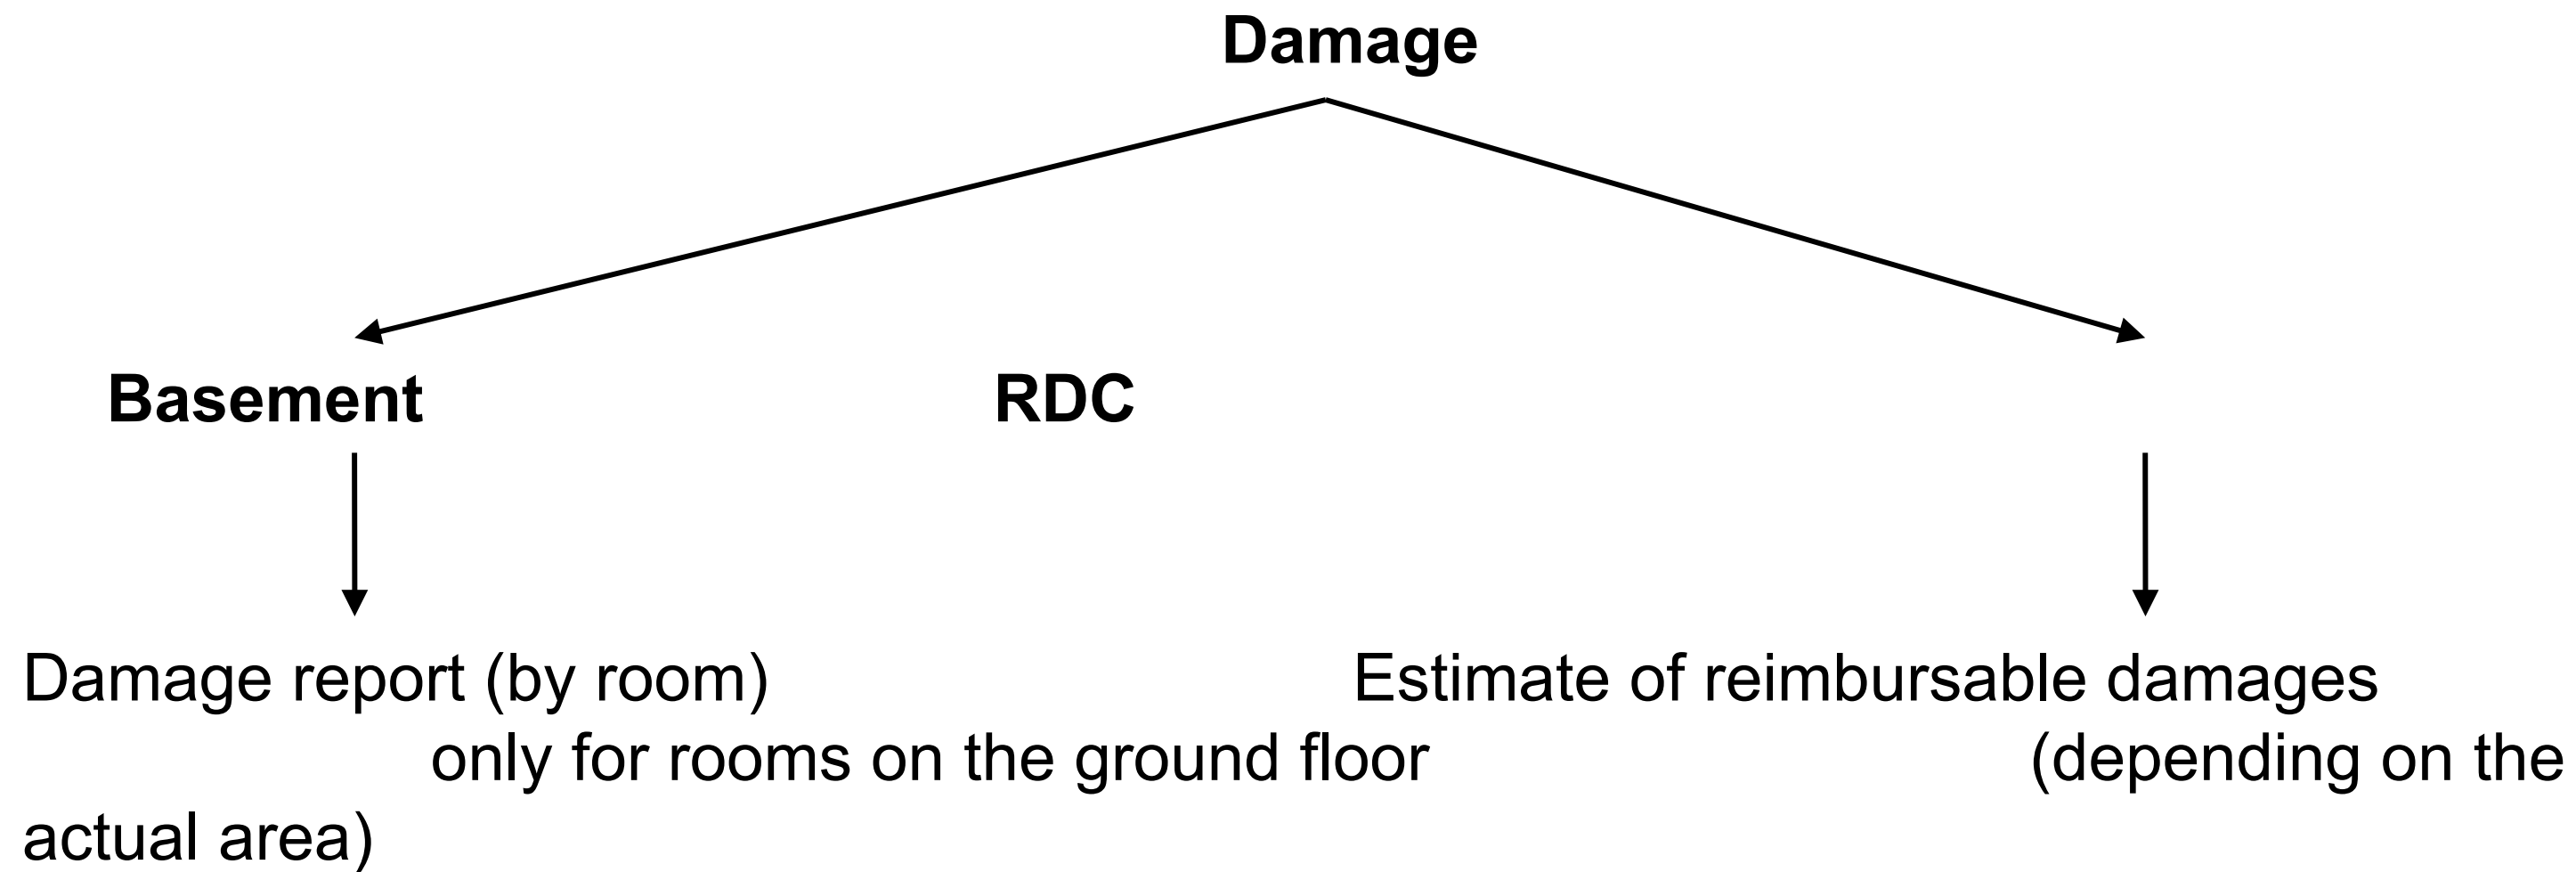 Damage
Basement RDC
Damage report (by room) Estimate of reimbursable damages
only for rooms on the ground floor (depending on the
actual area)